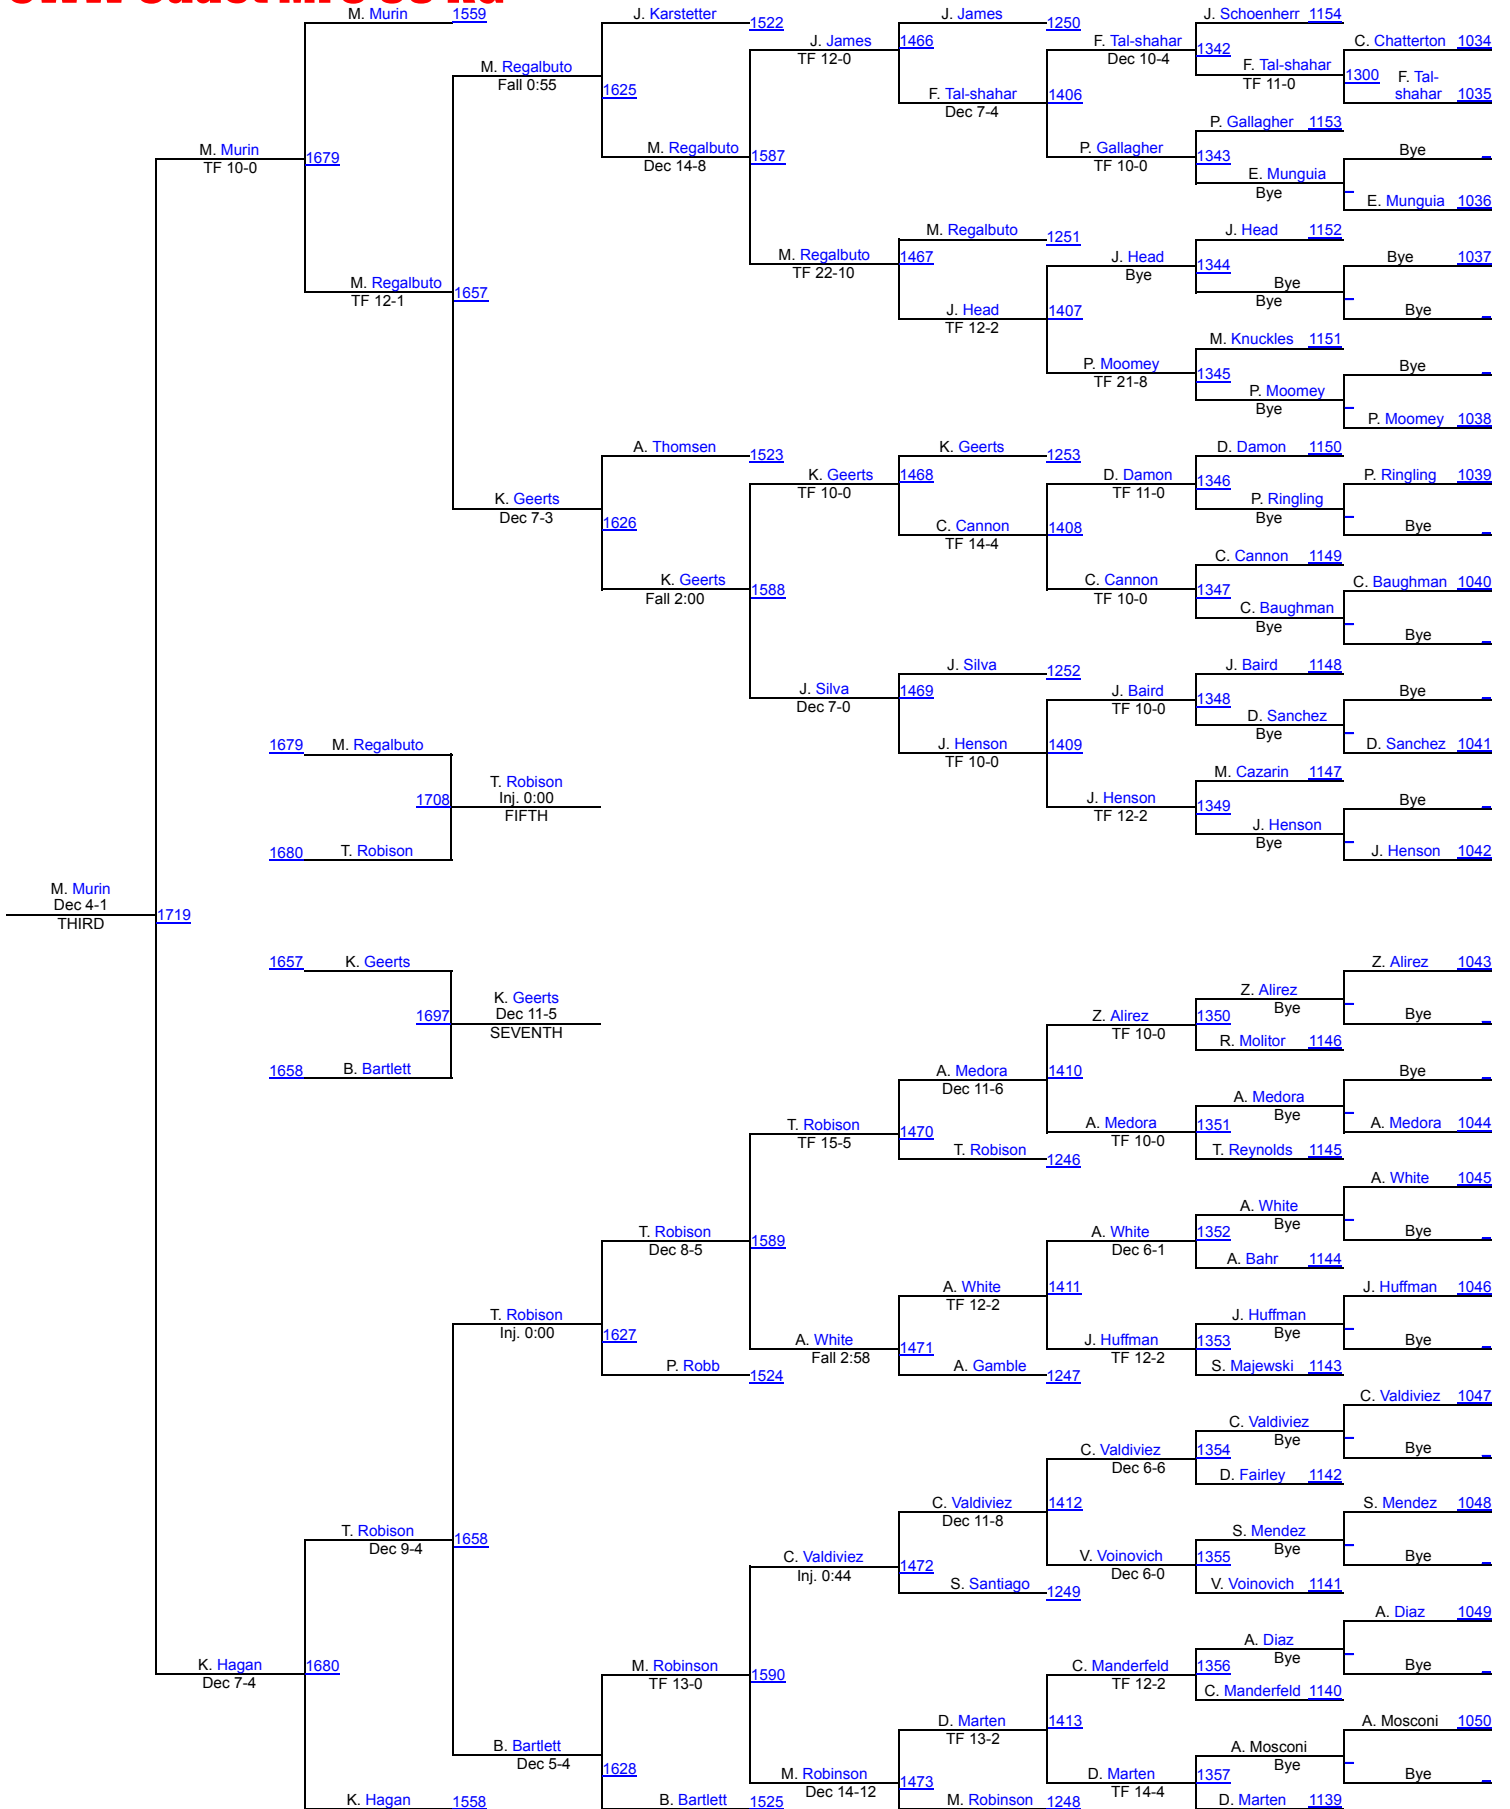 M. Murin 1559
J. Karstetter 1522
J. James 1250
J. Schoenherr 1154
J. James 1466
TF 12-0
F. Tal-shahar 1342
Dec 10-4
C. Chatterton 1034
M. Regalbuto
Fall 0:55
1625
F. Tal-shahar
TF 11-0
1300
F. Tal-
shahar 1035
F. Tal-shahar 1406
Dec 7-4
P. Gallagher 1153
M. Murin 1679
TF 10-0
M. Regalbuto 1587
Dec 14-8
P. Gallagher 1343
TF 10-0
Bye
E. Munguia
Bye
E. Munguia 1036
M. Regalbuto 1251
J. Head 1152
M. Regalbuto 1467
TF 22-10
J. Head 1344
Bye
Bye 1037
M. Regalbuto 1657
TF 12-1
Bye
Bye
J. Head 1407
TF 12-2
Bye
M. Knuckles 1151
P. Moomey 1345
TF 21-8
Bye
P. Moomey
Bye
P. Moomey 1038
A. Thomsen 1523
K. Geerts 1253
D. Damon 1150
K. Geerts 1468
TF 10-0
D. Damon 1346
TF 11-0
P. Ringling 1039
K. Geerts 1626
Dec 7-3
P. Ringling
Bye
C. Cannon 1408
TF 14-4
Bye
C. Cannon 1149
K. Geerts 1588
Fall 2:00
C. Cannon 1347
TF 10-0
C. Baughman 1040
C. Baughman
Bye
Bye
J. Silva 1252
J. Baird 1148
J. Silva 1469
Dec 7-0
J. Baird 1348
TF 10-0
Bye
D. Sanchez
Bye
1679 M. Regalbuto
J. Henson 1409
TF 10-0
D. Sanchez 1041
T. Robison
Inj. 0:00
FIFTH
1708
M. Cazarin 1147
J. Henson 1349
TF 12-2
Bye
J. Henson
Bye
1680 T. Robison
J. Henson 1042
M. Murin
Dec 4-1
THIRD
1719
1657 K. Geerts
Z. Alirez 1043
K. Geerts
Dec 11-5
SEVENTH
1697
Z. Alirez
Bye
Z. Alirez 1350
TF 10-0
Bye
R. Molitor 1146
1658 B. Bartlett
A. Medora 1410
Dec 11-6
Bye
A. Medora
Bye
T. Robison 1470
TF 15-5
A. Medora 1351
TF 10-0
A. Medora 1044
T. Robison 1246
T. Reynolds 1145
A. White 1045
A. White
Bye
T. Robison 1589
Dec 8-5
A. White 1352
Dec 6-1
Bye
A. Bahr 1144
A. White 1411
TF 12-2
J. Huffman 1046
T. Robison
Inj. 0:00
1627
J. Huffman
Bye
A. White 1471
Fall 2:58
J. Huffman 1353
TF 12-2
Bye
P. Robb 1524
A. Gamble 1247
S. Majewski 1143
C. Valdiviez 1047
C. Valdiviez
Bye
C. Valdiviez 1354
Dec 6-6
Bye
D. Fairley 1142
C. Valdiviez 1412
Dec 11-8
S. Mendez 1048
T. Robison 1658
Dec 9-4
S. Mendez
Bye
C. Valdiviez 1472
Inj. 0:44
V. Voinovich 1355
Dec 6-0
Bye
S. Santiago 1249
V. Voinovich 1141
A. Diaz 1049
A. Diaz
Bye
K. Hagan 1680
Dec 7-4
M. Robinson 1590
TF 13-0
C. Manderfeld 1356
TF 12-2
Bye
C. Manderfeld 1140
D. Marten 1413
TF 13-2
A. Mosconi 1050
B. Bartlett 1628
Dec 5-4
A. Mosconi
Bye
M. Robinson 1473
Dec 14-12
D. Marten 1357
TF 14-4
Bye
K. Hagan 1558
B. Bartlett 1525
M. Robinson 1248
D. Marten 1139